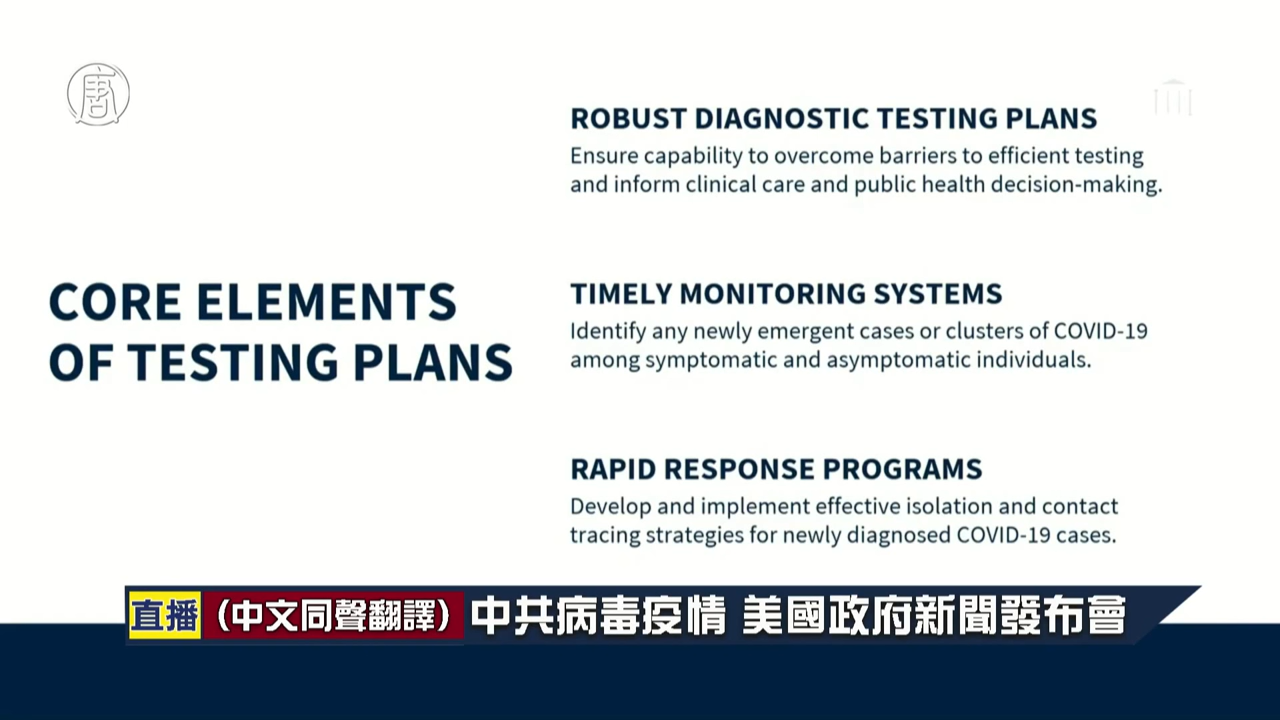 唐
ROBUST DIAGNOSTIC TESTING PLANS
Ensure capability to overcome barriers to efficient testing
and inform clinical care and public health decision-making.
CORE ELEMENTS
OF TESTING PLANS
TIMELY MONITORING SYSTEMS
Identify any newly emergent cases or clusters of COVID-19
among symptomatic and asymptomatic individuals.
RAPID RESPONSE PROGRAMS
Develop and implement effective isolation and contact
tracing strategies for newly diagnosed COVID-19 cases.
直播 (中文同聲翻譯) 中共病毒疫情 美國政府新聞發布會